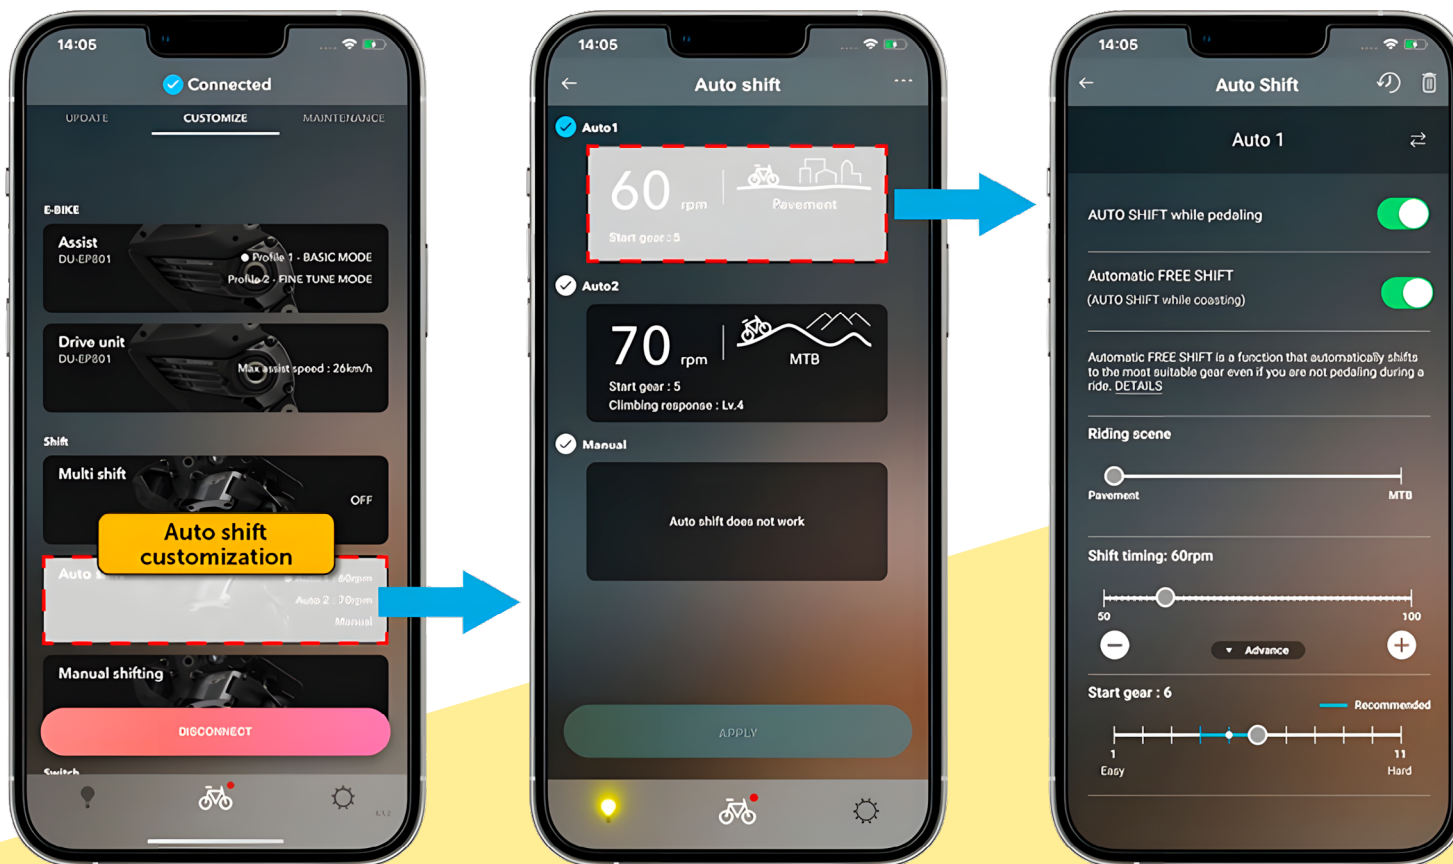 14:05
Connected
UPDATE CUSTOMIZE MAINTENANCE
E-BIKE
Assist
DU-EP801
Profile 1 - BASIC MODE
Profile 2 - FINE TUNE MODE
Drive unit
DU-EP801
Max assist speed : 26km/h
Shift
Multi shift
OFF
Auto shift
customization
Auto
60rpm
Auto 2 : 70rpm
Manual
Manual shifting
DISCONNECT
Switch
14:05
Auto shift
Auto1
60 rpm
Pavement
Start gear : 5
Auto2
70 rpm
MTB
Start gear : 5
Climbing response : Lv.4
Manual
Auto shift does not work
APPLY
14:05
Auto Shift
Auto 1
AUTO SHIFT while pedaling
Automatic FREE SHIFT
(AUTO SHIFT while coasting)
Automatic FREE SHIFT is a function that automatically shifts
to the most suitable gear even if you are not pedaling during a
ride. DETAILS
Riding scene
Pavement MTB
Shift timing: 60rpm
50 100
Advance
Start gear : 6
Recommended
1 11
Easy Hard